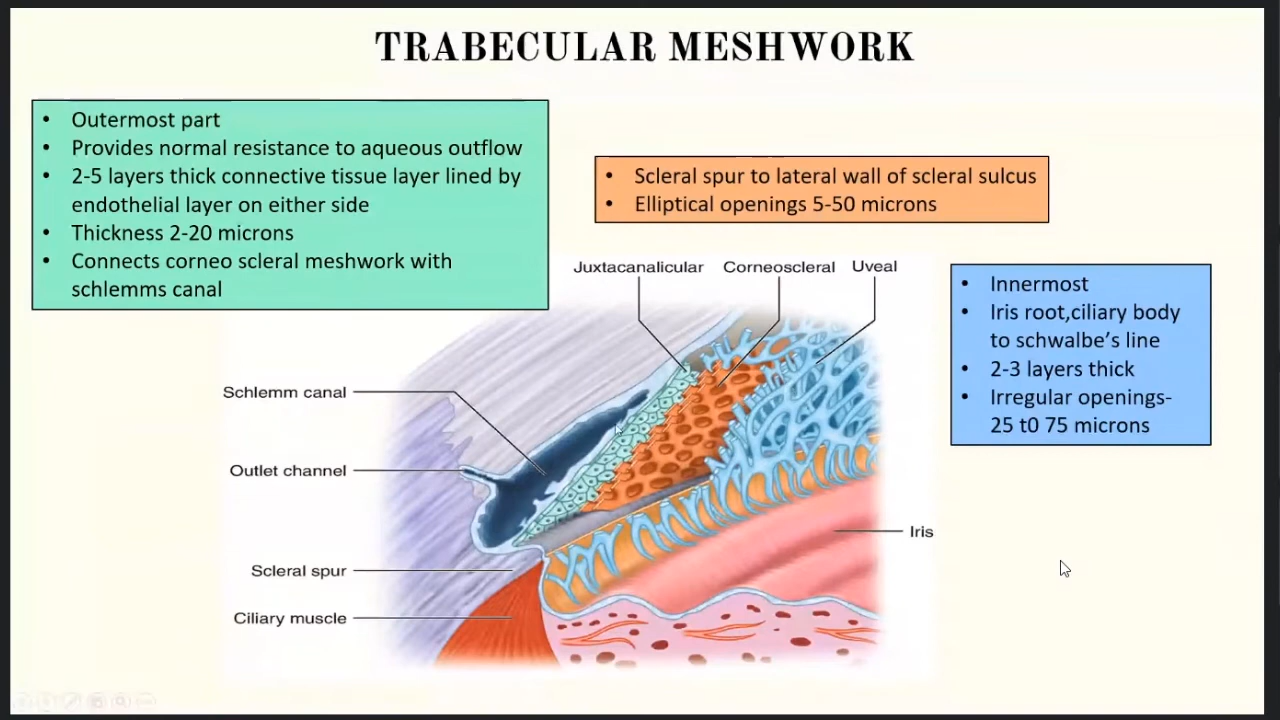 TRABECULAR MESHWORK
• Outermost part
• Provides normal resistance to aqueous outflow
• 2-5 layers thick connective tissue layer lined by
endothelial layer on either side
• Thickness 2-20 microns
• Connects corneo scleral meshwork with
schlemms canal
• Scleral spur to lateral wall of scleral sulcus
• Elliptical openings 5-50 microns
• Innermost
• Iris root,ciliary body
to schwalbe's line
• 2-3 layers thick
• Irregular openings-
25 t0 75 microns
Juxtacanalicular
Corneoscleral
Uveal
Schlemm canal
Outlet channel
Scleral spur
Ciliary muscle
Iris